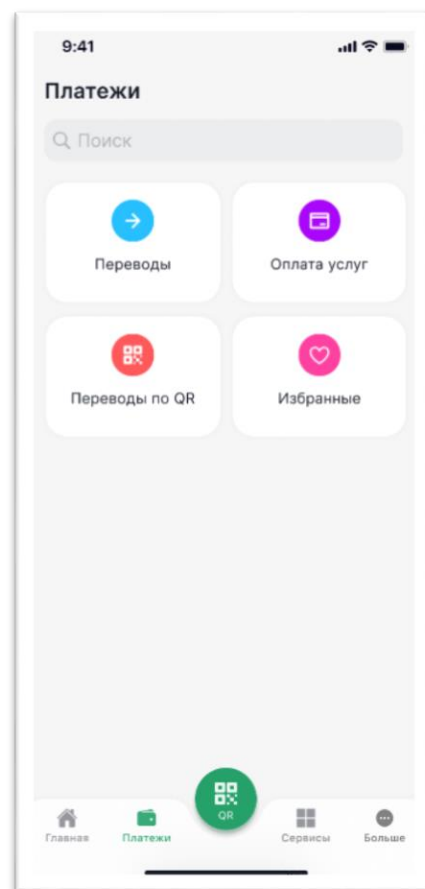 9:41
Платежи
Поиск
Переводы
Оплата услуг
Переводы по QR
Избранные
QR
Главная
Платежи
Сервисы
Больше